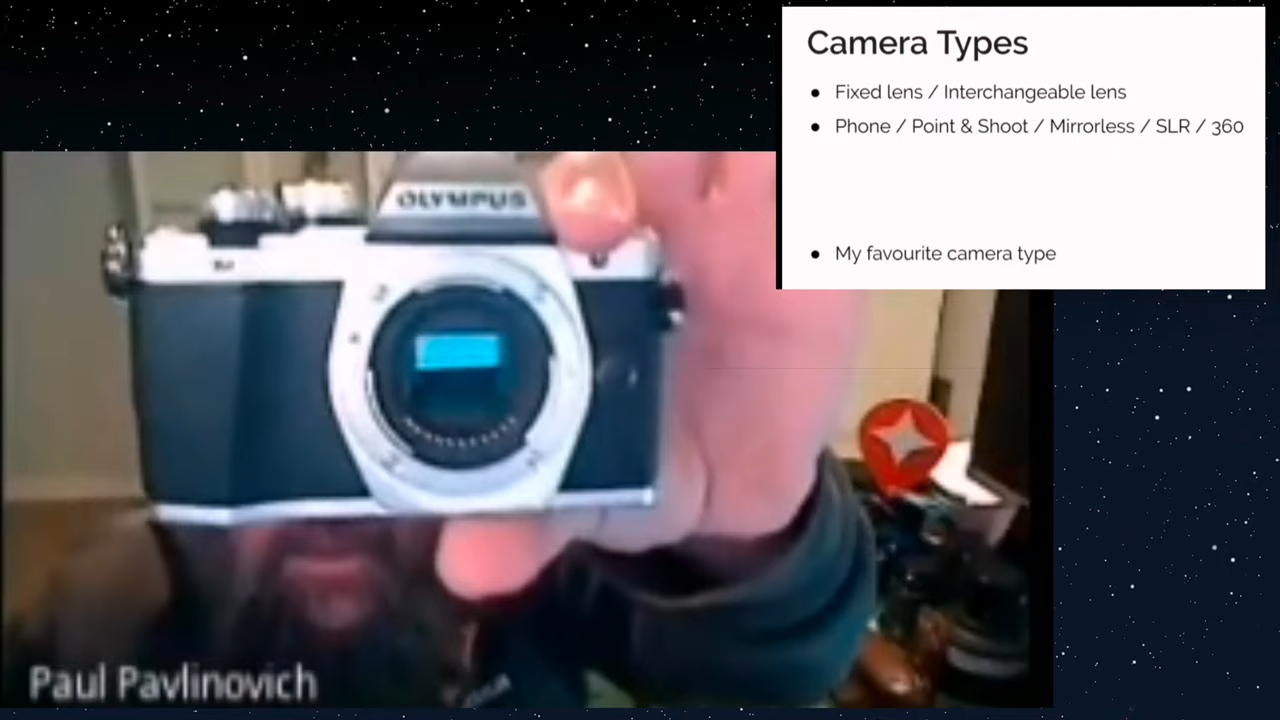 Camera Types
Fixed lens / Interchangeable lens
Phone / Point & Shoot / Mirrorless / SLR / 360
My favourite camera type
OLYMPUS
Paul Pavlinovich